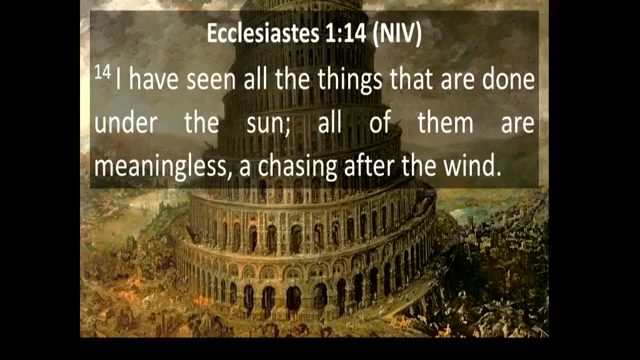 Ecclesiastes 1:14 (NIV)
14 I have seen all the things that are done
under the sun; all of them are
meaningless, a chasing after the wind.